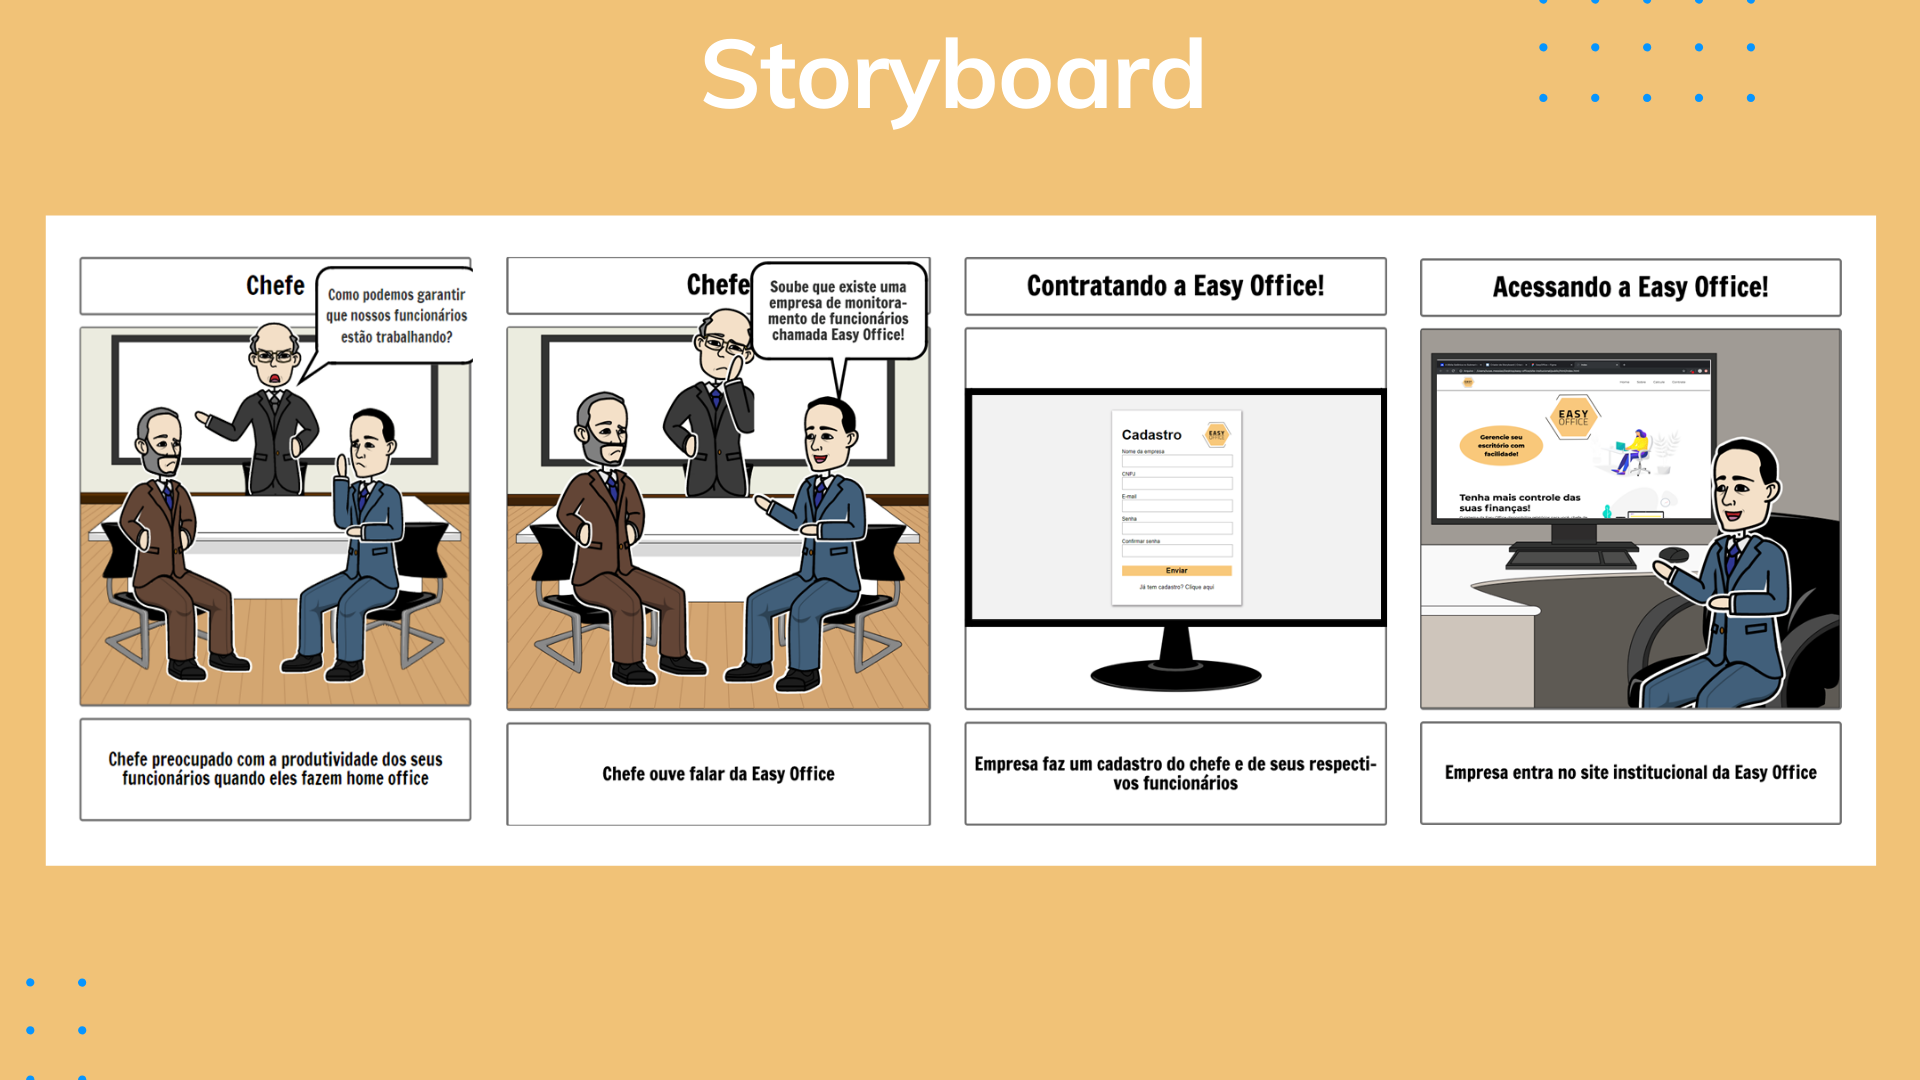 Storyboard
Chefe
Como podemos garantir
que nossos funcionários
estão trabalhando?
Chefe preocupado com a produtividade dos seus
funcionários quando eles fazem home office
Chefe
Soube que existe uma
empresa de monitora-
mento de funcionários
chamada Easy Office!
Chefe ouve falar da Easy Office
Contratando a Easy Office!
Cadastro
EASY
OFFICE
Nome da empresa
CNPJ
E-mail
Senha
Confirmar senha
Enviar
Já tem cadastro? Clique aqui
Empresa faz um cadastro do chefe e de seus respecti-
vos funcionários
Acessando a Easy Office!
EASY
OFFICE
Gerencie seu
escritório com
facilidade!
Tenha mais controle das
suas finanças!
Empresa entra no site institucional da Easy Office